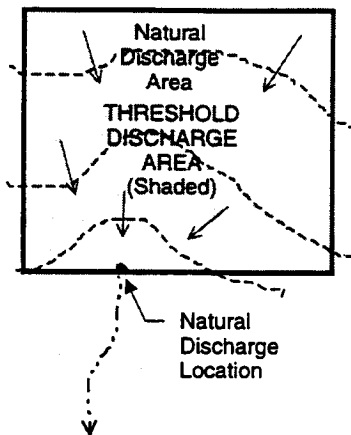 Natural
Discharge
Area
THRESHOLD
DISCHARGE
AREA
(Shaded)
Natural
Discharge
Location